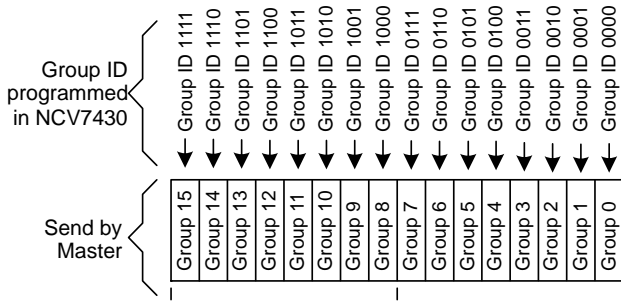 Group ID
programmed
in NCV7430
Group ID 1111
Group ID 1110
Group ID 1101
Group ID 1100
Group ID 1011
Group ID 1010
Group ID 1001
Group ID 1000
Group ID 0111
Group ID 0110
Group ID 0101
Group ID 0100
Group ID 0011
Group ID 0010
Group ID 0001
Group ID 0000
Send by
Master
Group 15
Group 14
Group 13
Group 12
Group 11
Group 10
Group 9
Group 8
Group 7
Group 6
Group 5
Group 4
Group 3
Group 2
Group 1
Group 0